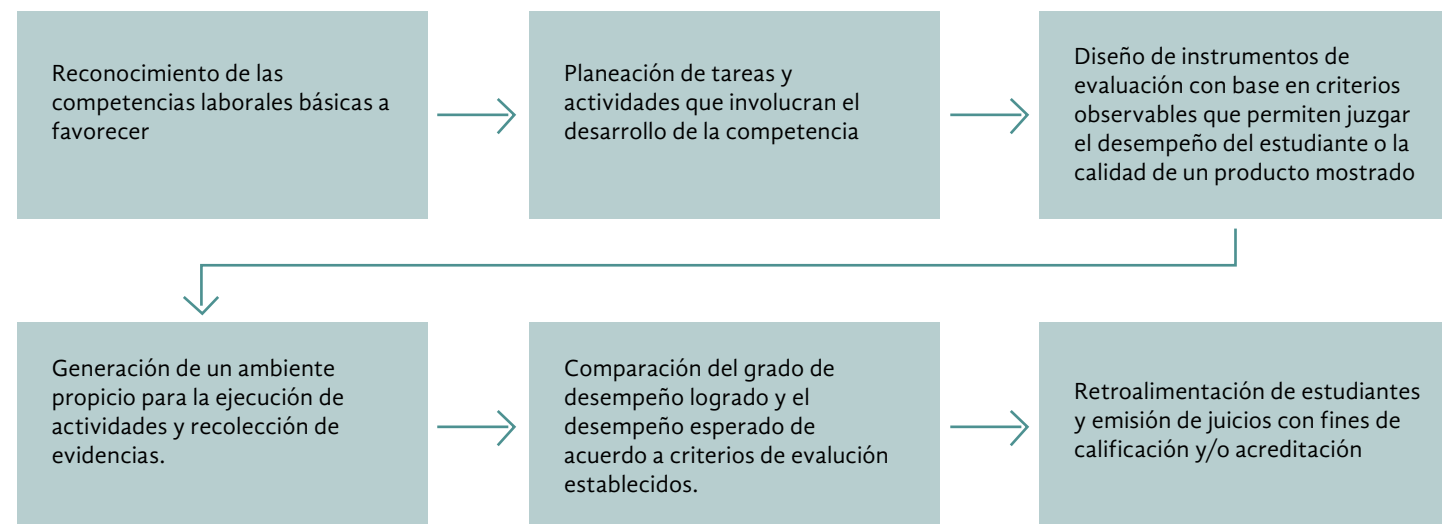 Reconocimiento de las
competencias laborales básicas a
favorecer
Planeación de tareas y
actividades que involucran el
desarrollo de la competencia
Diseño de instrumentos de
evaluación con base en criterios
observables que permiten juzgar
el desempeño del estudiante o la
calidad de un producto mostrado
Generación de un ambiente
propicio para la ejecución de
actividades y recolección de
evidencias.
Comparación del grado de
desempeño logrado y el
desempeño esperado de
acuerdo a criterios de evalución
establecidos.
Retroalimentación de estudiantes
y emisión de juicios con fines de
calificación y/o acreditación